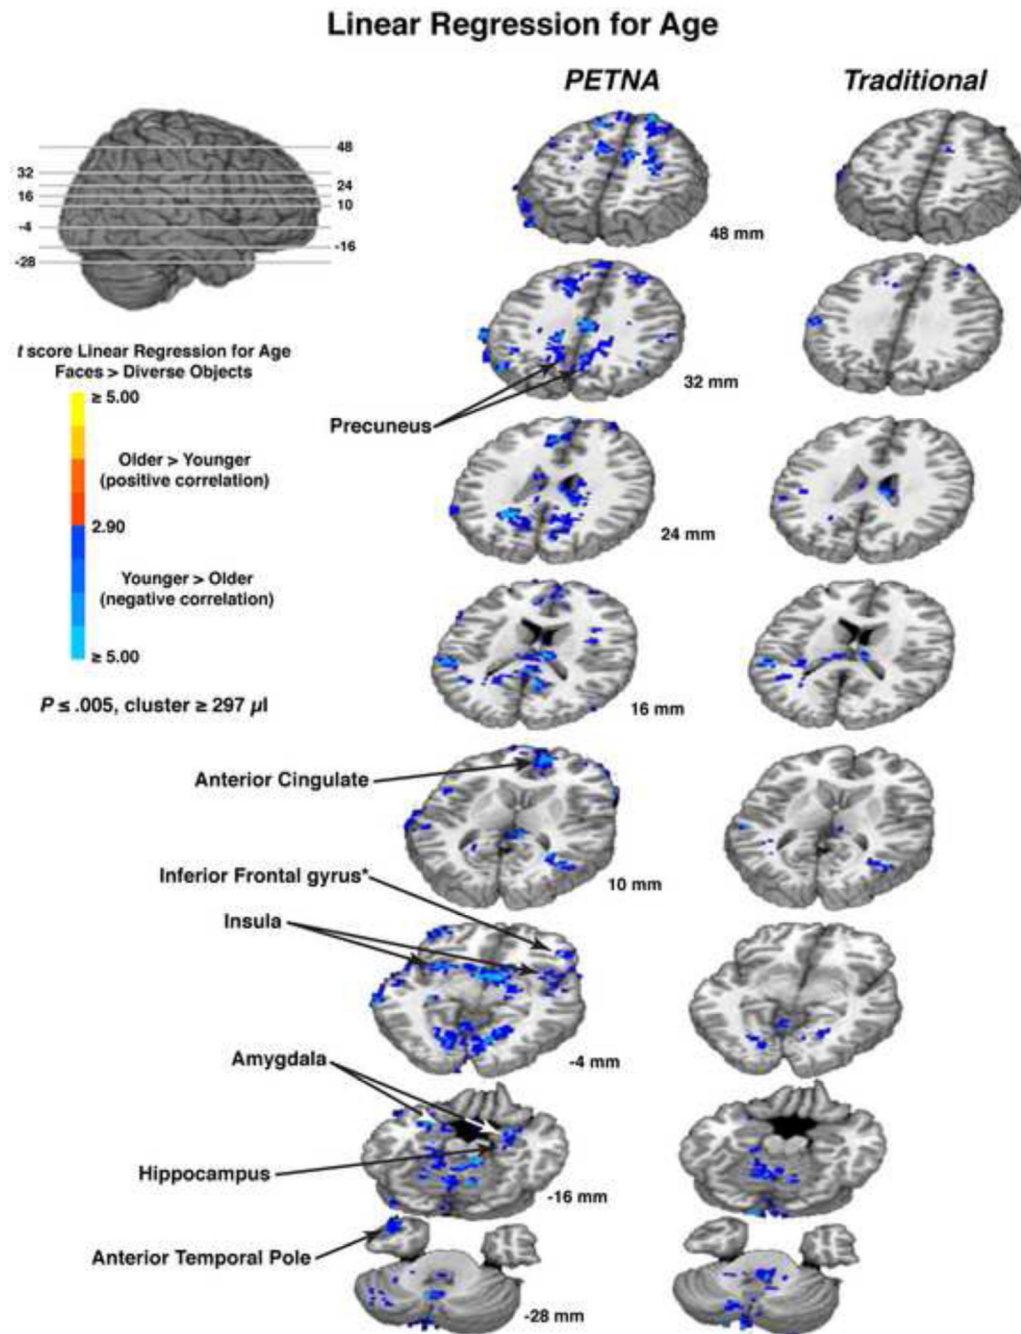 Linear Regression for Age
PETNA
Traditional
48
32
24
16
10
-4
-16
-28
48 mm
t score Linear Regression for Age
Faces > Diverse Objects
≥ 5.00
Older > Younger
(positive correlation)
2.90
Younger > Older
(negative correlation)
≥ 5.00
P ≤ .005, cluster ≥ 297 µl
32 mm
Precuneus
24 mm
16 mm
Anterior Cingulate
10 mm
Inferior Frontal gyrus*
Insula
-4 mm
Amygdala
Hippocampus
-16 mm
Anterior Temporal Pole
-28 mm